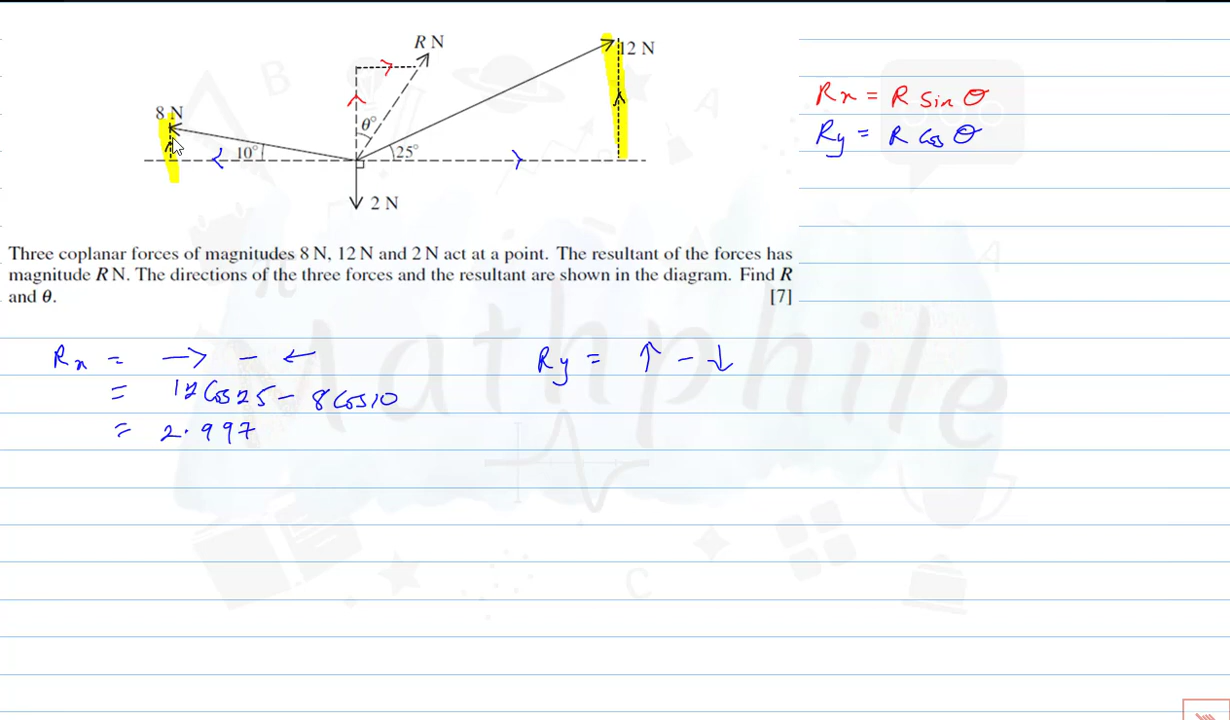 R N
12 N
8 N
θ°
10°
25°
2 N
Rx = R Sin θ
Ry = R Cos θ
Three coplanar forces of magnitudes 8 N, 12 N and 2 N act at a point. The resultant of the forces has
magnitude R N. The directions of the three forces and the resultant are shown in the diagram. Find R
and θ. [7]
Rx = → - ←
= 12 Cos 25 - 8 Cos 10
= 2.997
Ry = ↑ - ↓
Mathphile